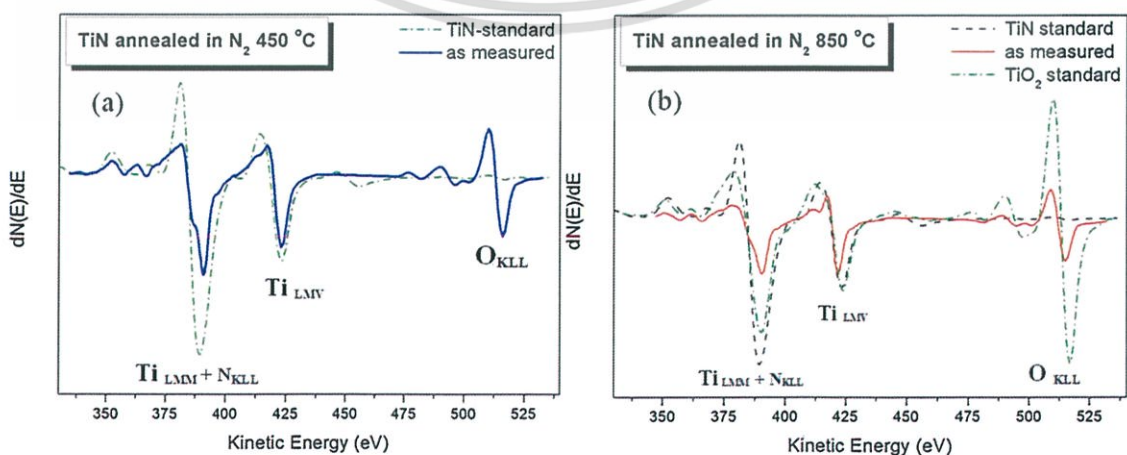 TiN annealed in N2 450 °C
TiN-standard
as measured
(a)
dN(E)/dE
Ti LMM + NKLL
Ti LMV
OKLL
350 375 400 425 450 475 500 525
Kinetic Energy (eV)
TiN annealed in N2 850 °C
TiN standard
as measured
TiO2 standard
(b)
dN(E)/dE
Ti LMM + NKLL
Ti LMV
O KLL
350 375 400 425 450 475 500 525
Kinetic Energy (eV)